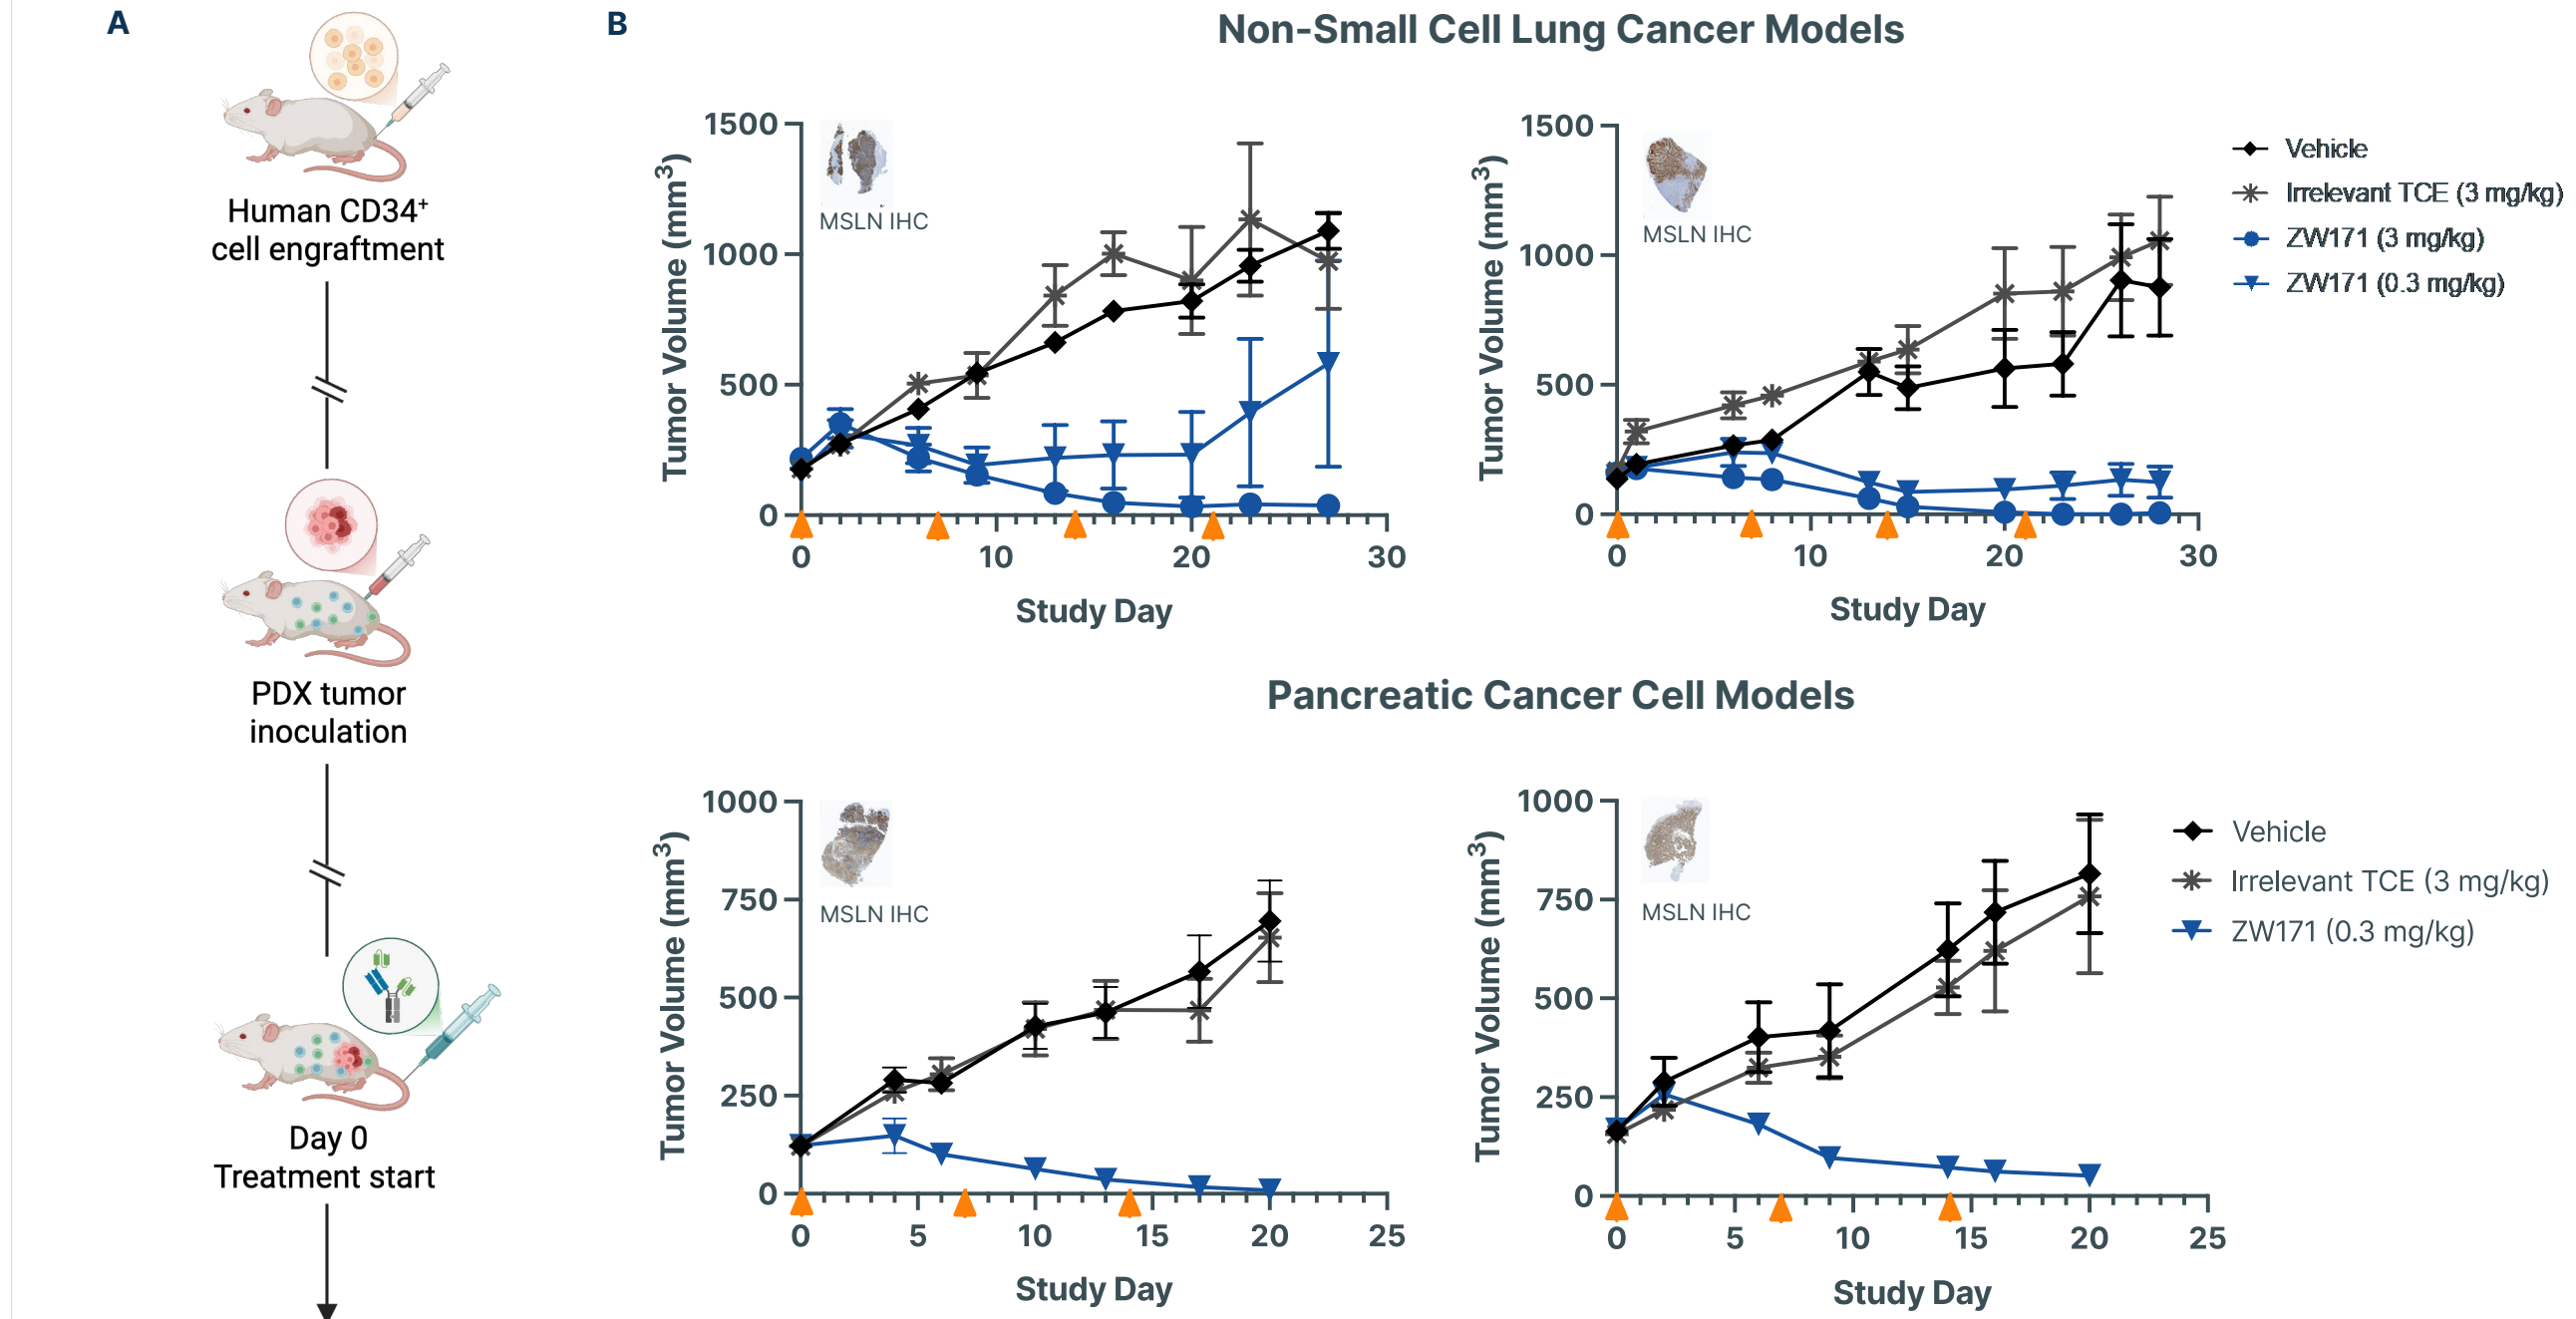 A
Human CD34+
cell engraftment
PDX tumor
inoculation
Day 0
Treatment start
B
Non-Small Cell Lung Cancer Models
Tumor Volume (mm3)
1500
1000
500
0
MSLN IHC
0 10 20 30
Study Day
Tumor Volume (mm3)
1500
1000
500
0
MSLN IHC
0 10 20 30
Study Day
Vehicle
Irrelevant TCE (3 mg/kg)
ZW171 (3 mg/kg)
ZW171 (0.3 mg/kg)
Pancreatic Cancer Cell Models
Tumor Volume (mm3)
1000
750
500
250
0
MSLN IHC
0 5 10 15 20 25
Study Day
Tumor Volume (mm3)
1000
750
500
250
0
MSLN IHC
0 5 10 15 20 25
Study Day
Vehicle
Irrelevant TCE (3 mg/kg)
ZW171 (0.3 mg/kg)